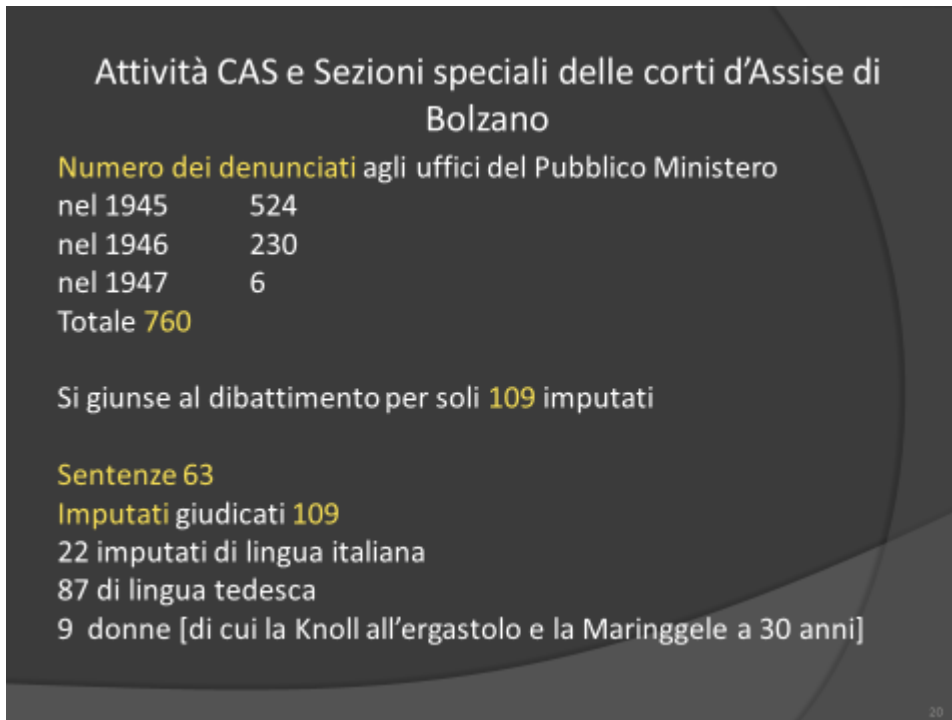 Attività CAS e Sezioni speciali delle corti d'Assise di
Bolzano
Numero dei denunciati agli uffici del Pubblico Ministero
nel 1945 524
nel 1946 230
nel 1947 6
Totale 760
Si giunse al dibattimento per soli 109 imputati
Sentenze 63
Imputati giudicati 109
22 imputati di lingua italiana
87 di lingua tedesca
9 donne [di cui la Knoll all'ergastolo e la Maringgele a 30 anni]
20